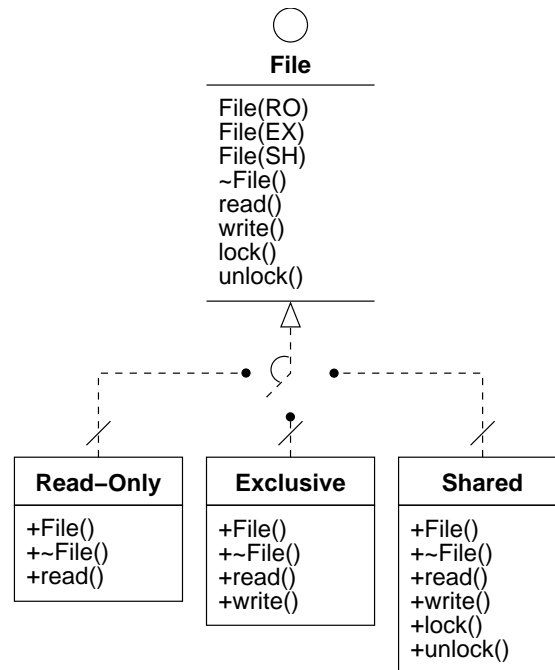 File
File(RO)
File(EX)
File(SH)
~File()
read()
write()
lock()
unlock()
Read−Only
+File()
+~File()
+read()
Exclusive
+File()
+~File()
+read()
+write()
Shared
+File()
+~File()
+read()
+write()
+lock()
+unlock()